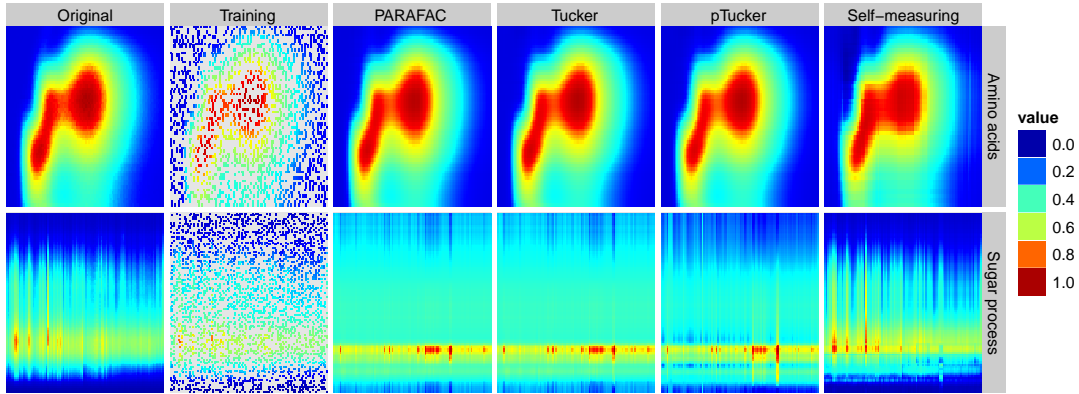 Original Training PARAFAC Tucker pTucker Self−measuring
Amino acids
Sugar process
value
0.0
0.2
0.4
0.6
0.8
1.0